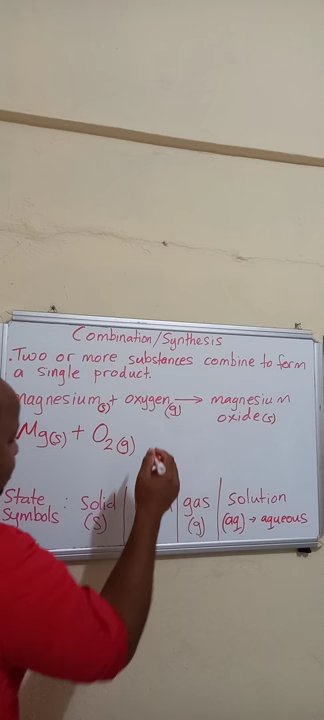 Combination/Synthesis
. Two or more substances combine to form
a single product.
magnesium(s) + oxygen(g) → magnesium
oxide(s)
Mg(s) + O₂(g)
State Symbols : Solid (s) | gas (g) | Solution (aq) → aqueous